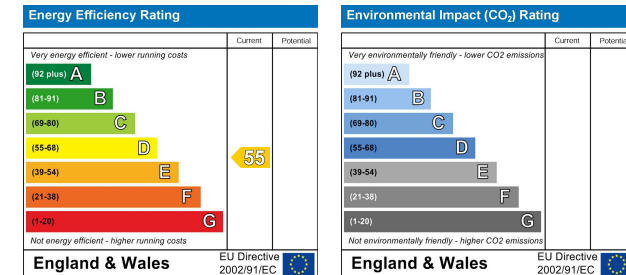 Energy Efficiency Rating
Current Potential
Very energy efficient - lower running costs
(92 plus) A
(81-91) B
(69-80) C
(55-68) D
55
(39-54) E
(21-38) F
(1-20) G
Not energy efficient - higher running costs
England & Wales
EU Directive
2002/91/EC
Environmental Impact (CO₂) Rating
Current Potential
Very environmentally friendly - lower CO2 emissions
(92 plus) A
(81-91) B
(69-80) C
(55-68) D
(39-54) E
(21-38) F
(1-20) G
Not environmentally friendly - higher CO2 emissions
England & Wales
EU Directive
2002/91/EC